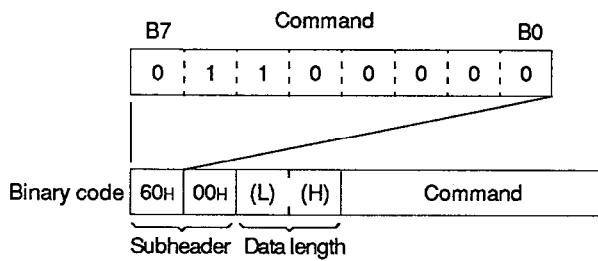 Command
B7 B0
0 1 1 0 0 0 0 0
Binary code 60H 00H (L) (H) Command
Subheader Data length